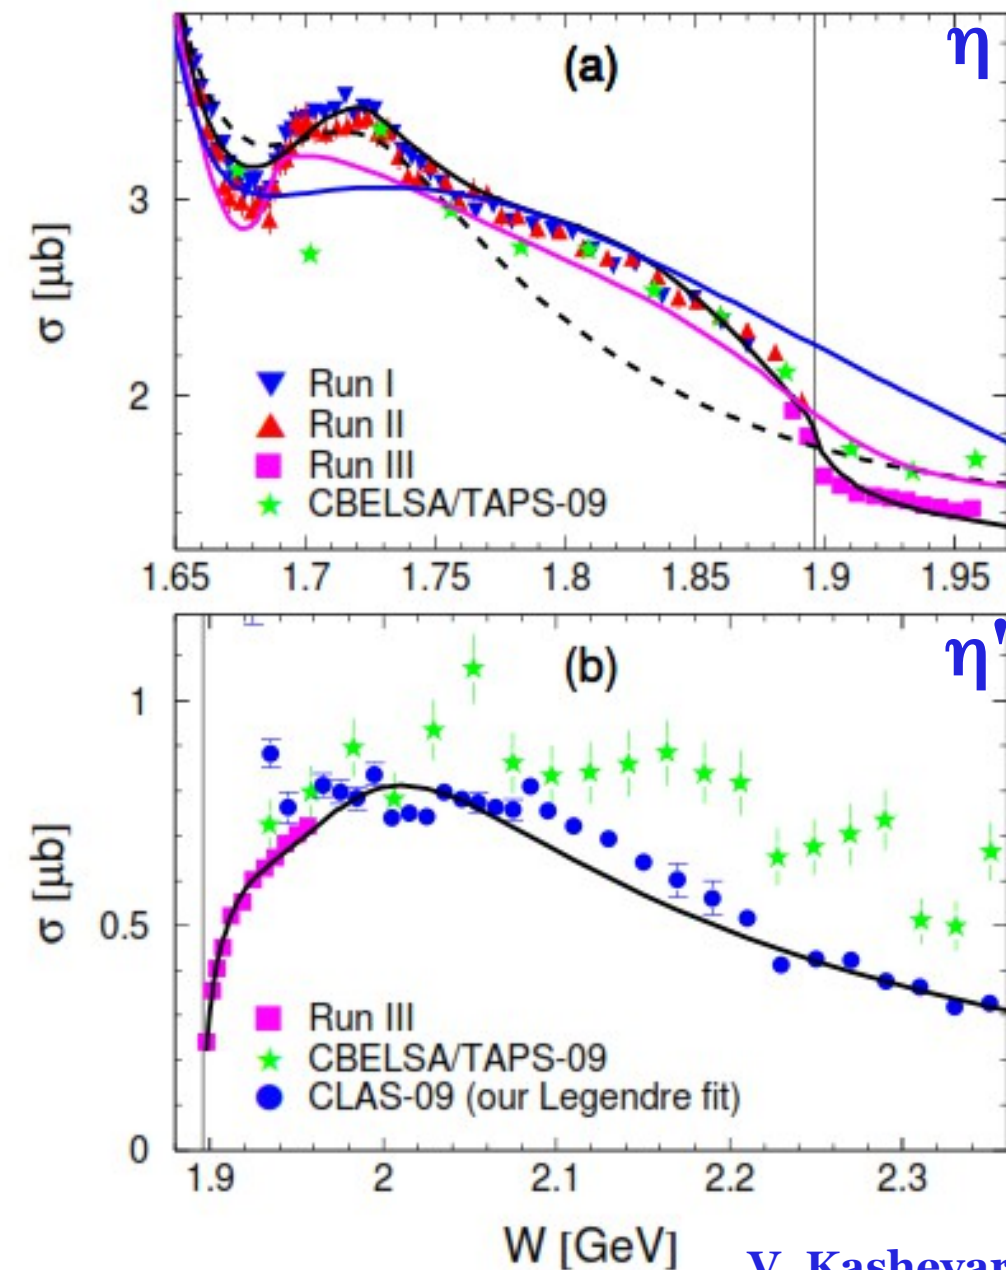 (a)
η
3
2
σ [μb]
Run I
Run II
Run III
CBELSA/TAPS-09
1.65 1.7 1.75 1.8 1.85 1.9 1.95
(b)
η'
1
0.5
0
σ [μb]
Run III
CBELSA/TAPS-09
CLAS-09 (our Legendre fit)
1.9 2 2.1 2.2 2.3
W [GeV]
V.